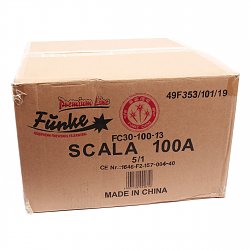 49F353/101/19
Premium Line
Funke
FC30-100-13
SCALA 100A
5/1
MADE IN CHINA